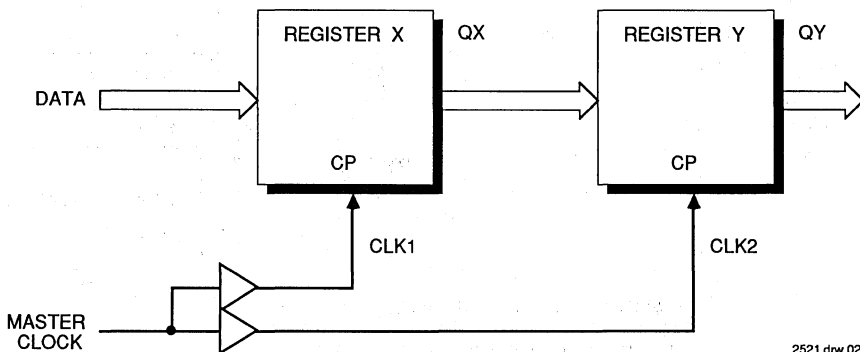 REGISTER X
QX
REGISTER Y
QY
DATA
CP
CP
CLK1
CLK2
MASTER
CLOCK
2521 drw 02